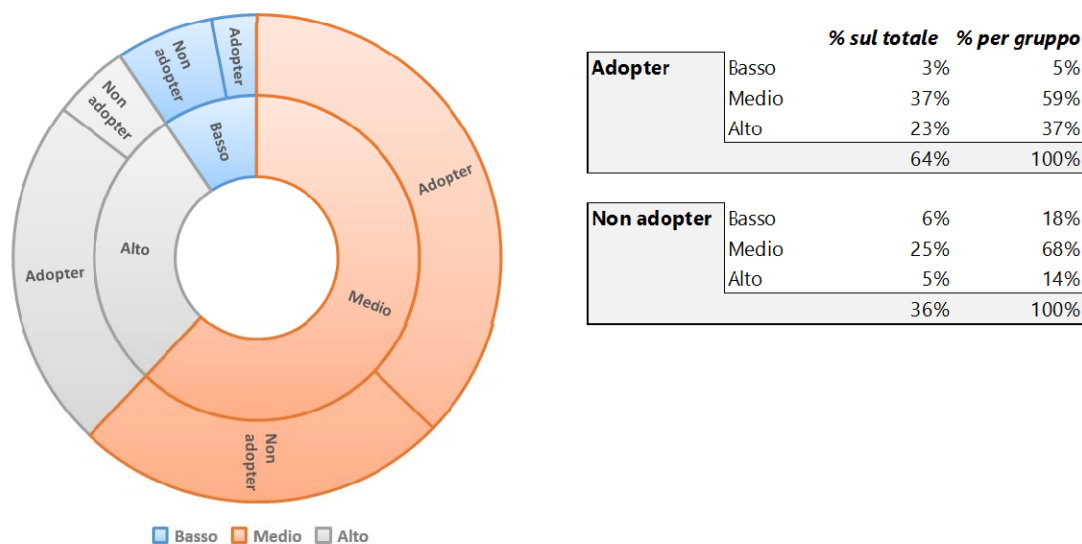 Non
adopter
Adopter
Non
adopter
Basso
Adopter
Alto
Adopter
Medio
Non
adopter
Basso Medio Alto
% sul totale % per gruppo
Adopter Basso 3% 5%
Medio 37% 59%
Alto 23% 37%
64% 100%
Non adopter Basso 6% 18%
Medio 25% 68%
Alto 5% 14%
36% 100%